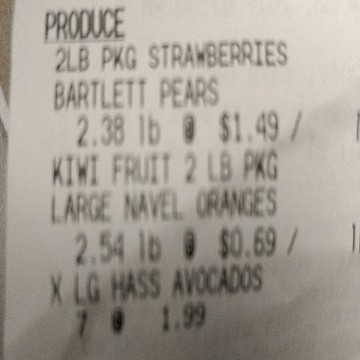 PRODUCE
2LB PKG STRAWBERRIES
BARTLETT PEARS
2.38 lb @ $1.49 /
KIWI FRUIT 2 LB PKG
LARGE NAVEL ORANGES
2.54 lb @ $0.69 /
X LG HASS AVOCADOS
7 @ 1.99